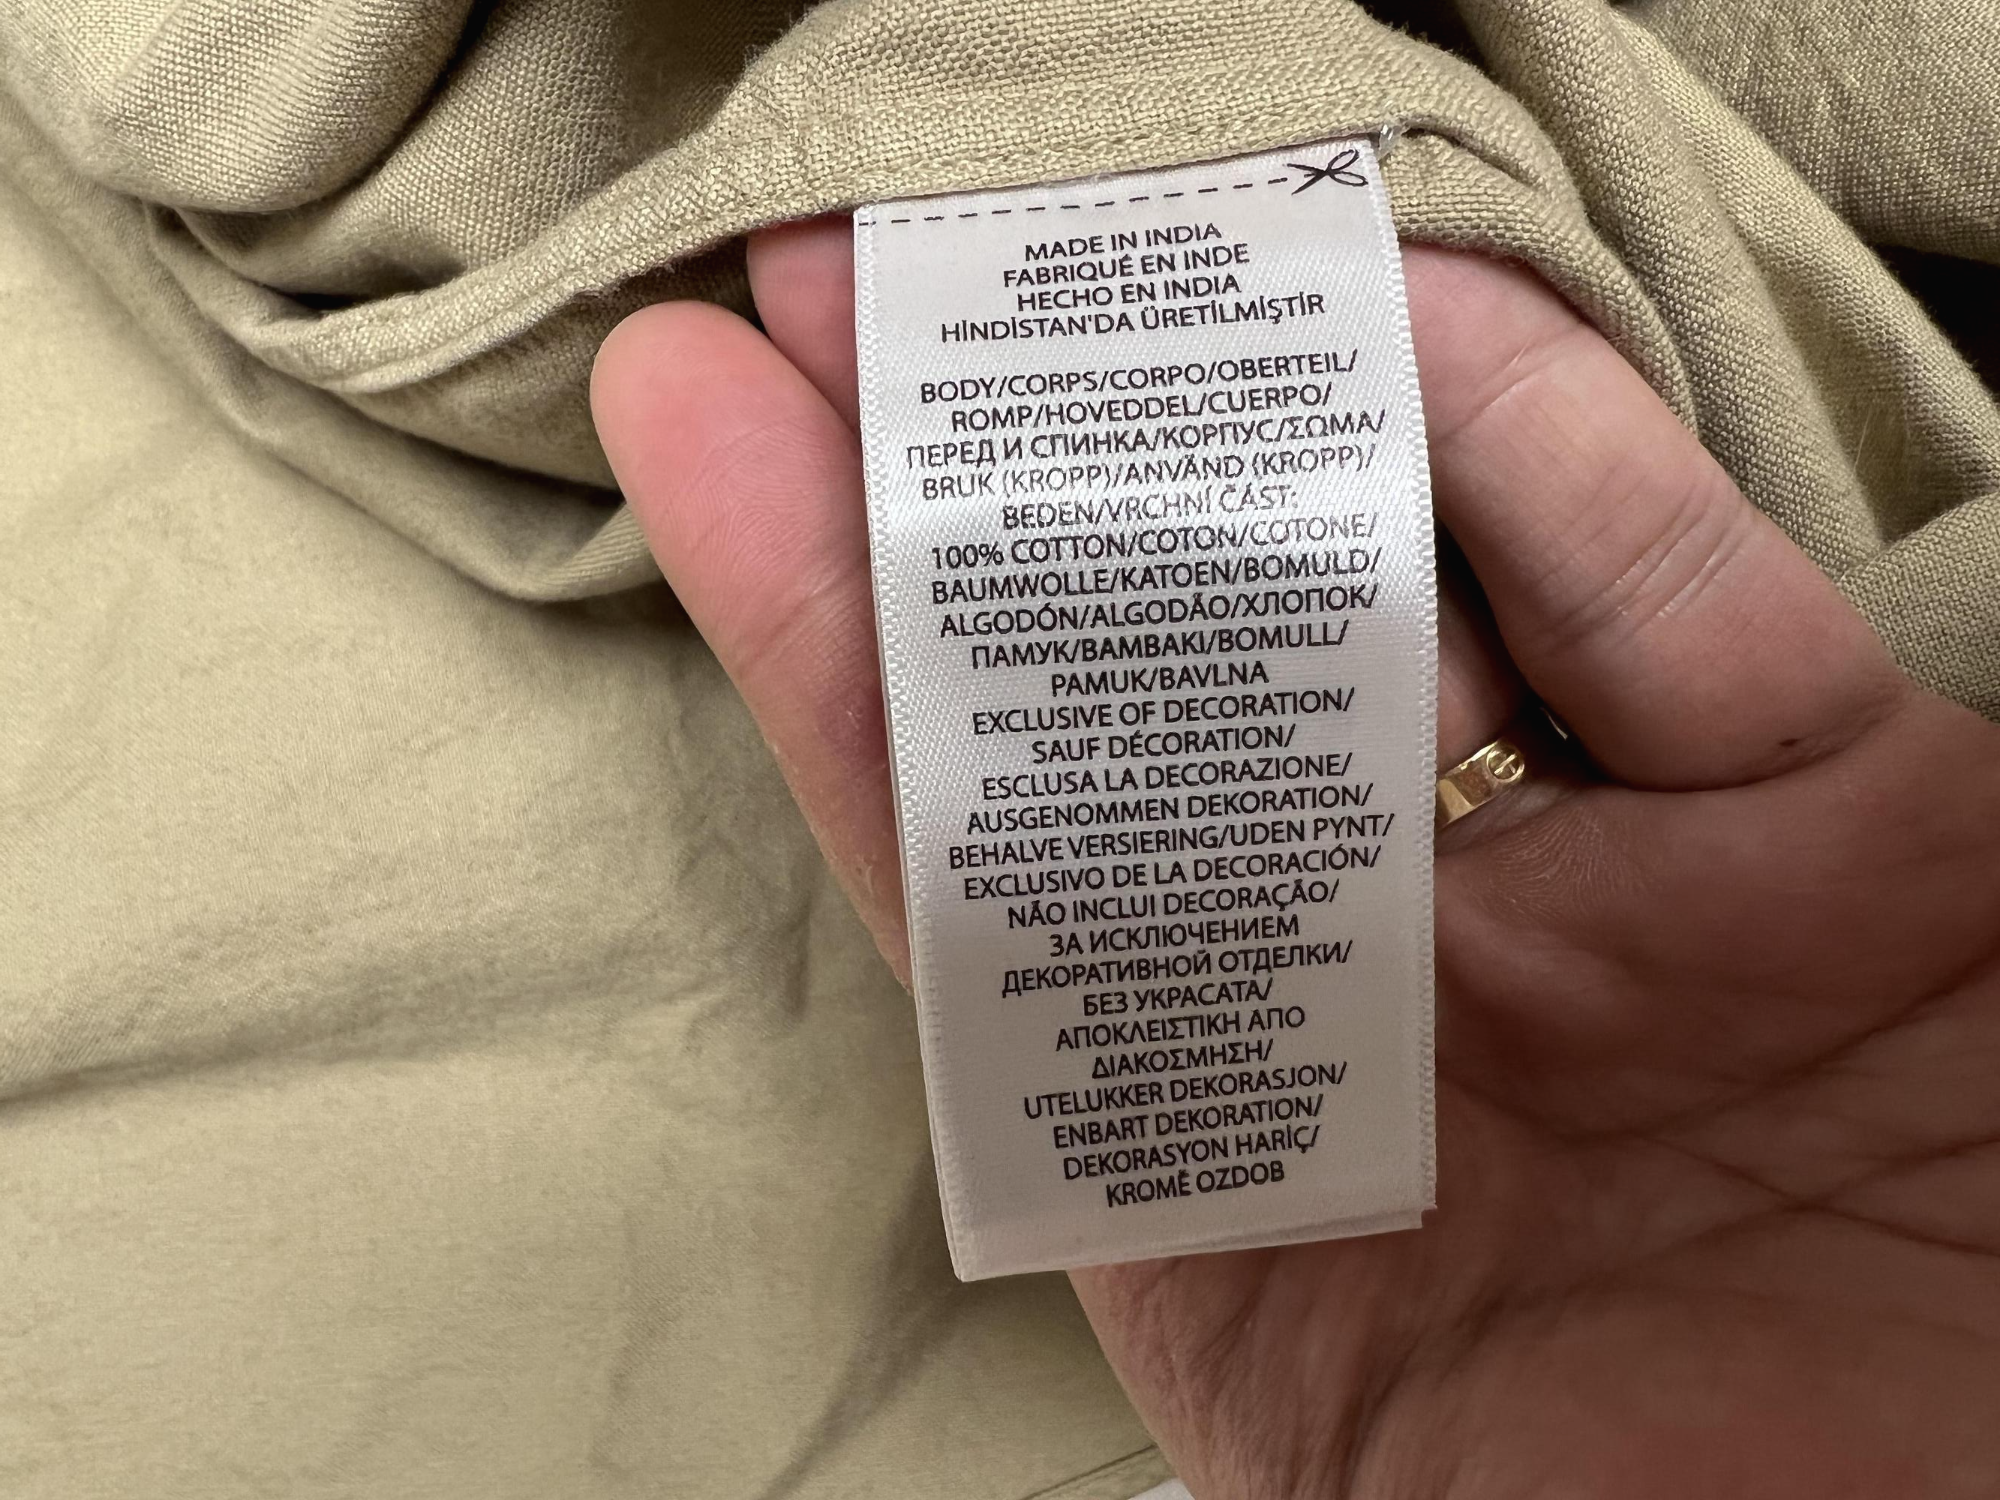 MADE IN INDIA
FABRIQUÉ EN INDE
HECHO EN INDIA
HİNDİSTAN'DA ÜRETİLMİŞTİR
BODY/CORPS/CORPO/OBERTEIL/
ROMP/HOVEDDEL/CUERPO/
ПЕРЕД И СПИНКА/КОРПУС/ΣΩΜΑ/
BRUK (KROPP)/ANVÄND (KROPP)/
BEDEN/VRCHNÍ ČÁST:
100% COTTON/COTON/COTONE/
BAUMWOLLE/KATOEN/BOMULD/
ALGODÓN/ALGODÃO/ХЛОПОК/
ПАМУК/ΒΑΜΒΑΚΙ/BOMULL/
PAMUK/BAVLNA
EXCLUSIVE OF DECORATION/
SAUF DÉCORATION/
ESCLUSA LA DECORAZIONE/
AUSGENOMMEN DEKORATION/
BEHALVE VERSIERING/UDEN PYNT/
EXCLUSIVO DE LA DECORACIÓN/
NÃO INCLUI DECORAÇÃO/
ЗА ИСКЛЮЧЕНИЕМ
ДЕКОРАТИВНОЙ ОТДЕЛКИ/
БЕЗ УКРАСАТА/
ΑΠΟΚΛΕΙΣΤΙΚΗ ΑΠΟ
ΔΙΑΚΟΣΜΗΣΗ/
UTELUKKER DEKORASJON/
ENBART DEKORATION/
DEKORASYON HARİÇ/
KROMĚ OZDOB